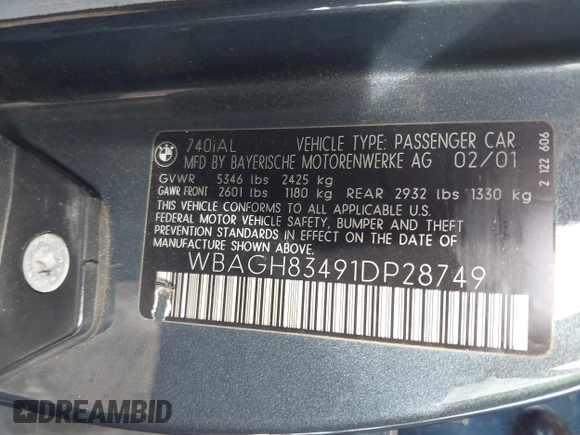 BMW
740iAL VEHICLE TYPE: PASSENGER CAR
MFD BY BAYERISCHE MOTORENWERKE AG 02/01
GVWR 5346 lbs 2425 kg
GAWR FRONT 2601 lbs 1180 kg REAR 2932 lbs 1330 kg
THIS VEHICLE CONFORMS TO ALL APPLICABLE U.S.
FEDERAL MOTOR VEHICLE SAFETY, BUMPER AND THEFT
PREVENTION STANDARDS IN EFFECT ON THE DATE OF
MANUFACTURE SHOWN ABOVE.
WBAGH83491DP28749
2 122 606
DREAMBID